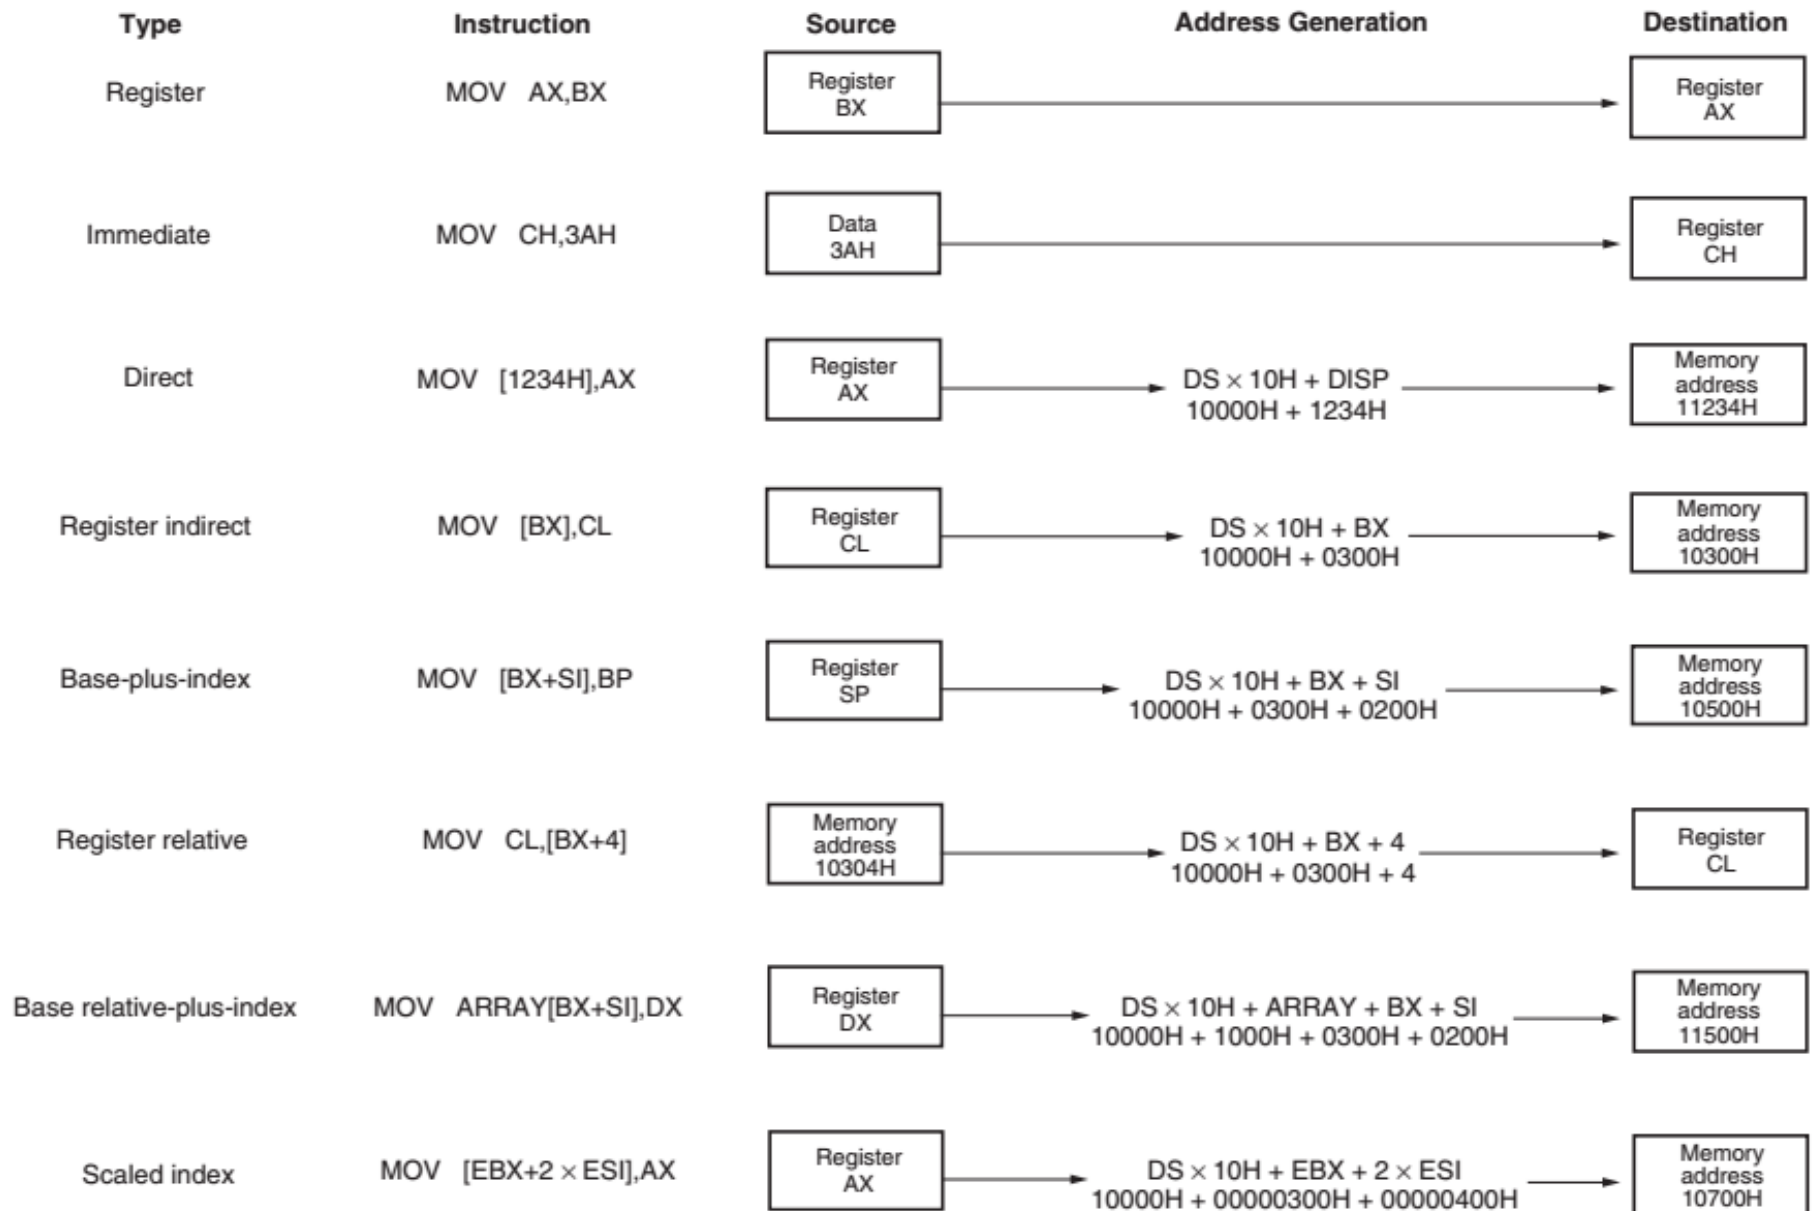 Type Instruction Source Address Generation Destination
Register MOV AX,BX Register BX Register AX
Immediate MOV CH,3AH Data 3AH Register CH
Direct MOV [1234H],AX Register AX DS × 10H + DISP 10000H + 1234H Memory address 11234H
Register indirect MOV [BX],CL Register CL DS × 10H + BX 10000H + 0300H Memory address 10300H
Base-plus-index MOV [BX+SI],BP Register SP DS × 10H + BX + SI 10000H + 0300H + 0200H Memory address 10500H
Register relative MOV CL,[BX+4] Memory address 10304H DS × 10H + BX + 4 10000H + 0300H + 4 Register CL
Base relative-plus-index MOV ARRAY[BX+SI],DX Register DX DS × 10H + ARRAY + BX + SI 10000H + 1000H + 0300H + 0200H Memory address 11500H
Scaled index MOV [EBX+2 × ESI],AX Register AX DS × 10H + EBX + 2 × ESI 10000H + 00000300H + 00000400H Memory address 10700H